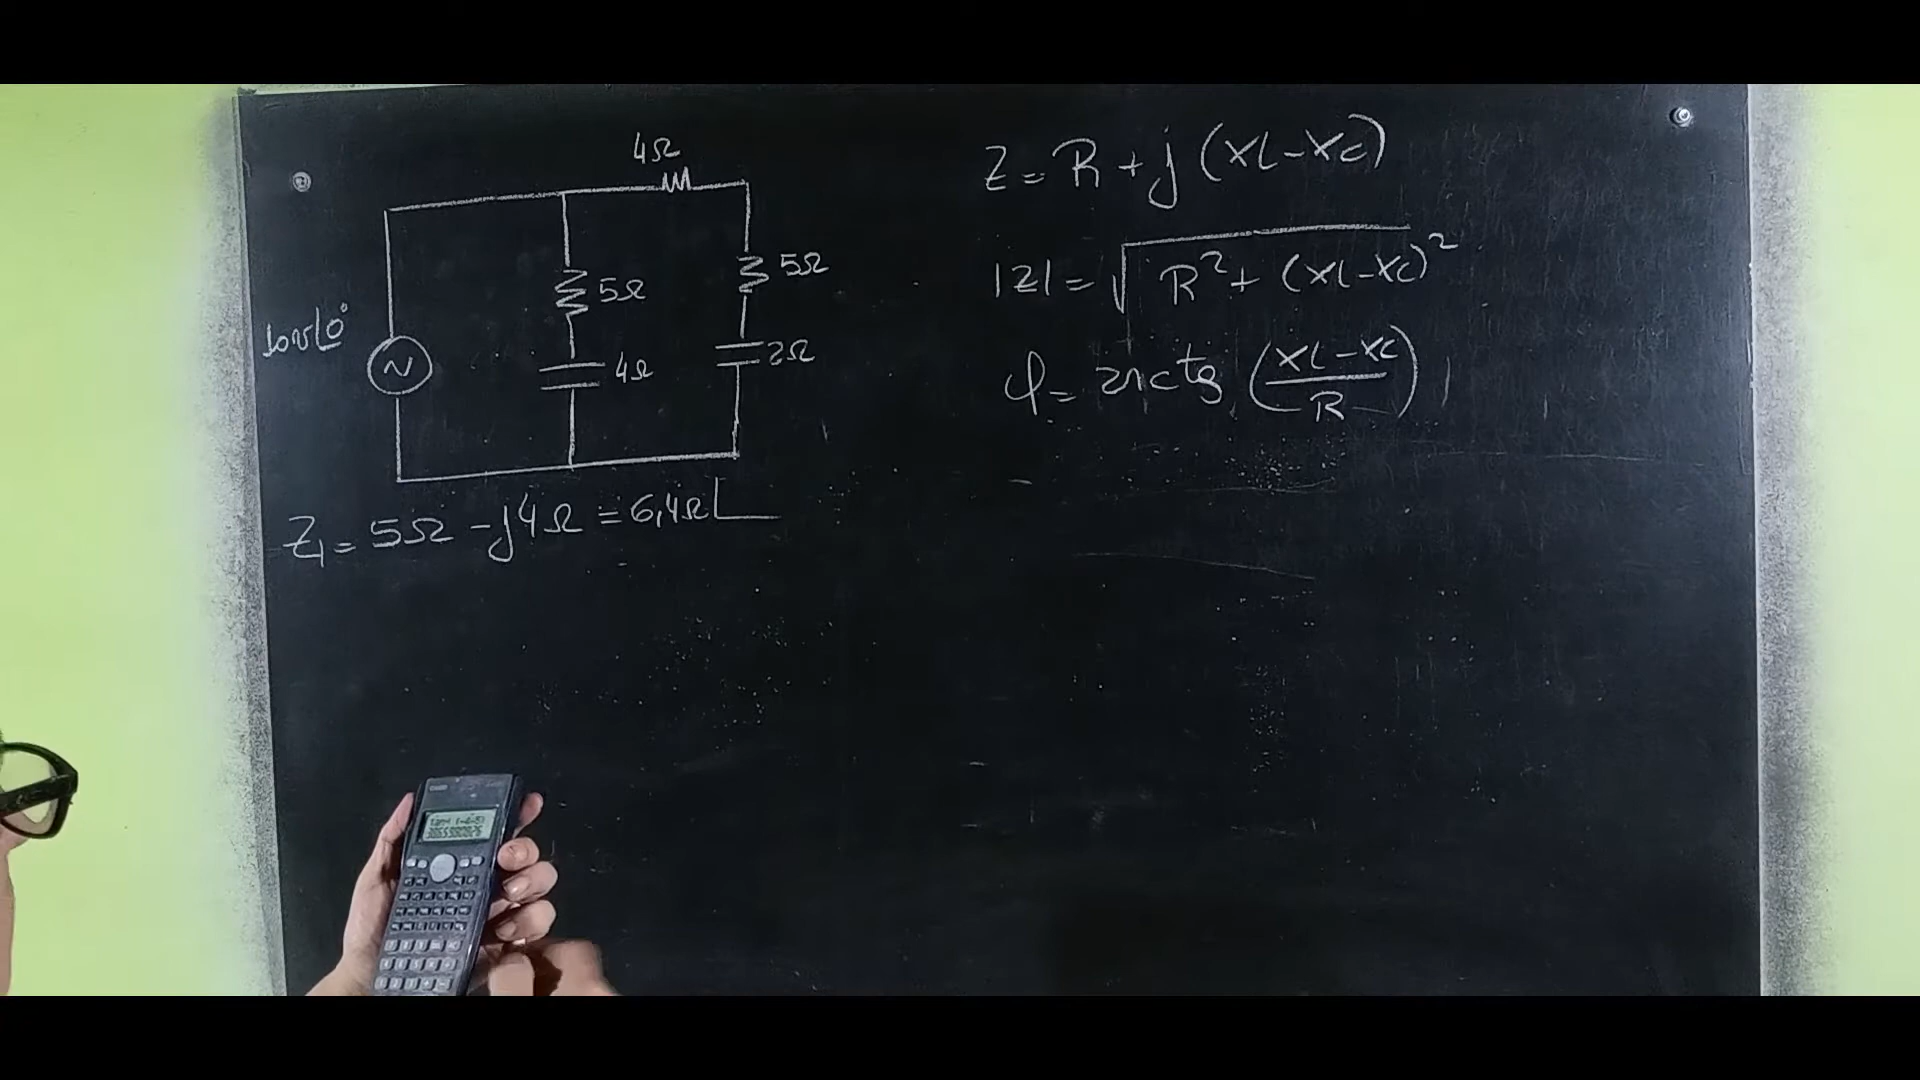 4Ω
5Ω
5Ω
10v∠0°
4Ω
2Ω
Z1 = 5Ω - j4Ω = 6,4Ω∠
Z = R + j (XL - XC)
|Z| = √R² + (XL - XC)²
φ = arctg (XL - XC / R)